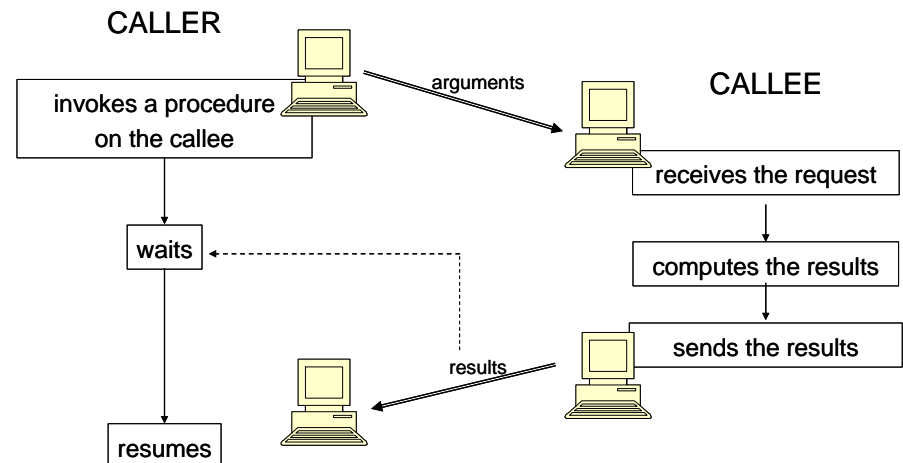 CALLER
invokes a procedure
on the callee
arguments
CALLEE
receives the request
waits
computes the results
sends the results
results
resumes